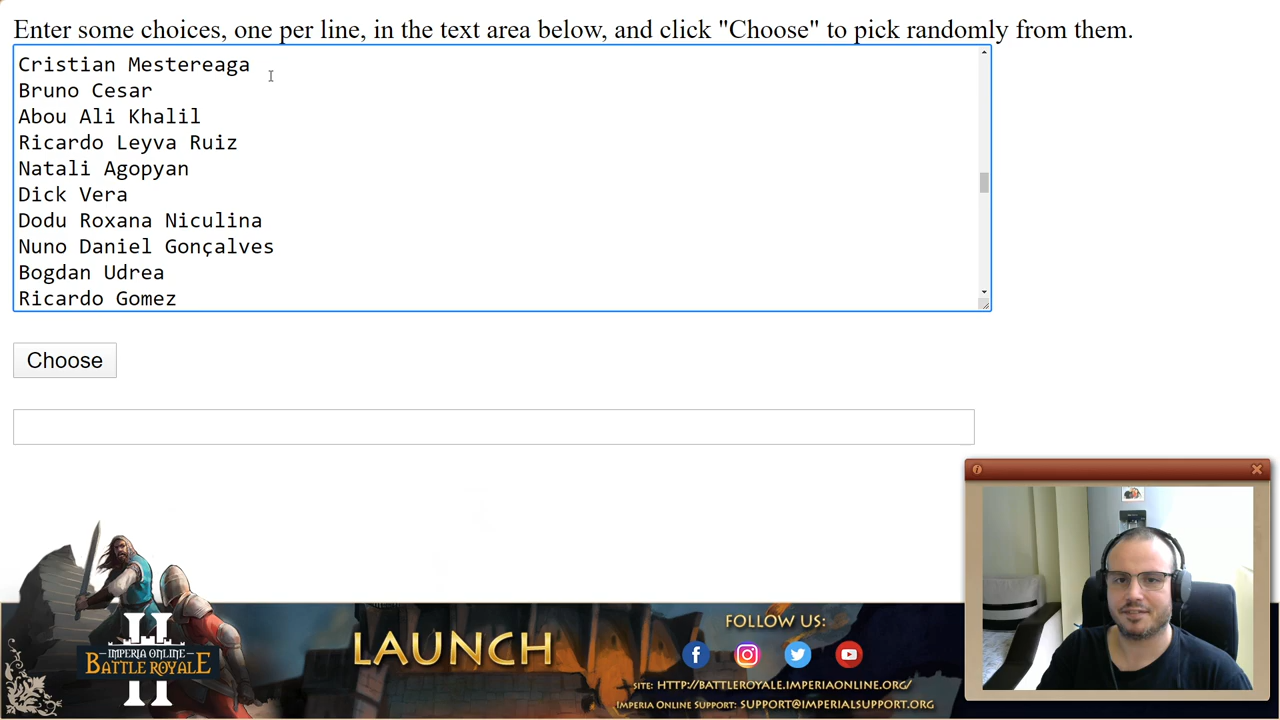 Enter some choices, one per line, in the text area below, and click "Choose" to pick randomly from them.
Cristian Mestereaga
Bruno Cesar
Abou Ali Khalil
Ricardo Leyva Ruiz
Natali Agopyan
Dick Vera
Dodu Roxana Niculina
Nuno Daniel Gonçalves
Bogdan Udrea
Ricardo Gomez
Choose
II
IMPERIA ONLINE
BATTLE ROYALE
LAUNCH
FOLLOW US:
SITE: HTTP://BATTLEROYALE.IMPERIAONLINE.ORG/
IMPERIA ONLINE SUPPORT: SUPPORT@IMPERIALSUPPORT.ORG